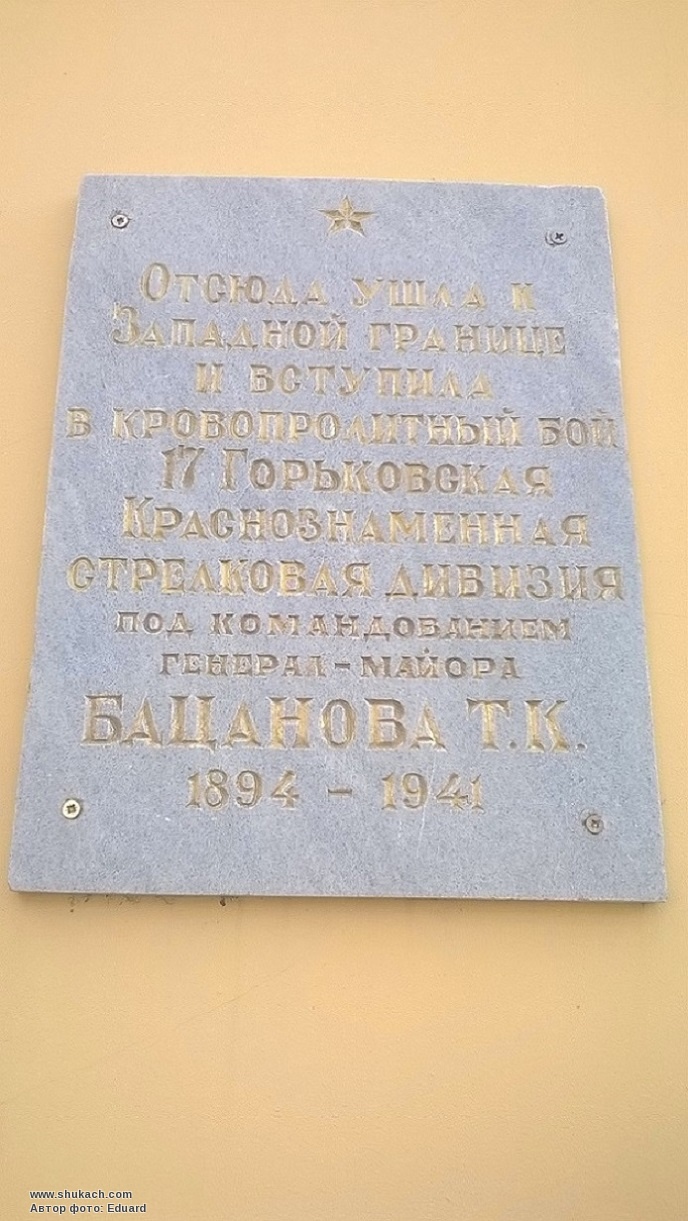 Отсюда ушла к
Западной границе
и вступила
в кровопролитный бой
17 Горьковская
Краснознаменная
стрелковая дивизия
под командованием
генерал-майора
Бацанова Т.К.
1894 - 1941
www.shukach.com
Автор фото: Eduard